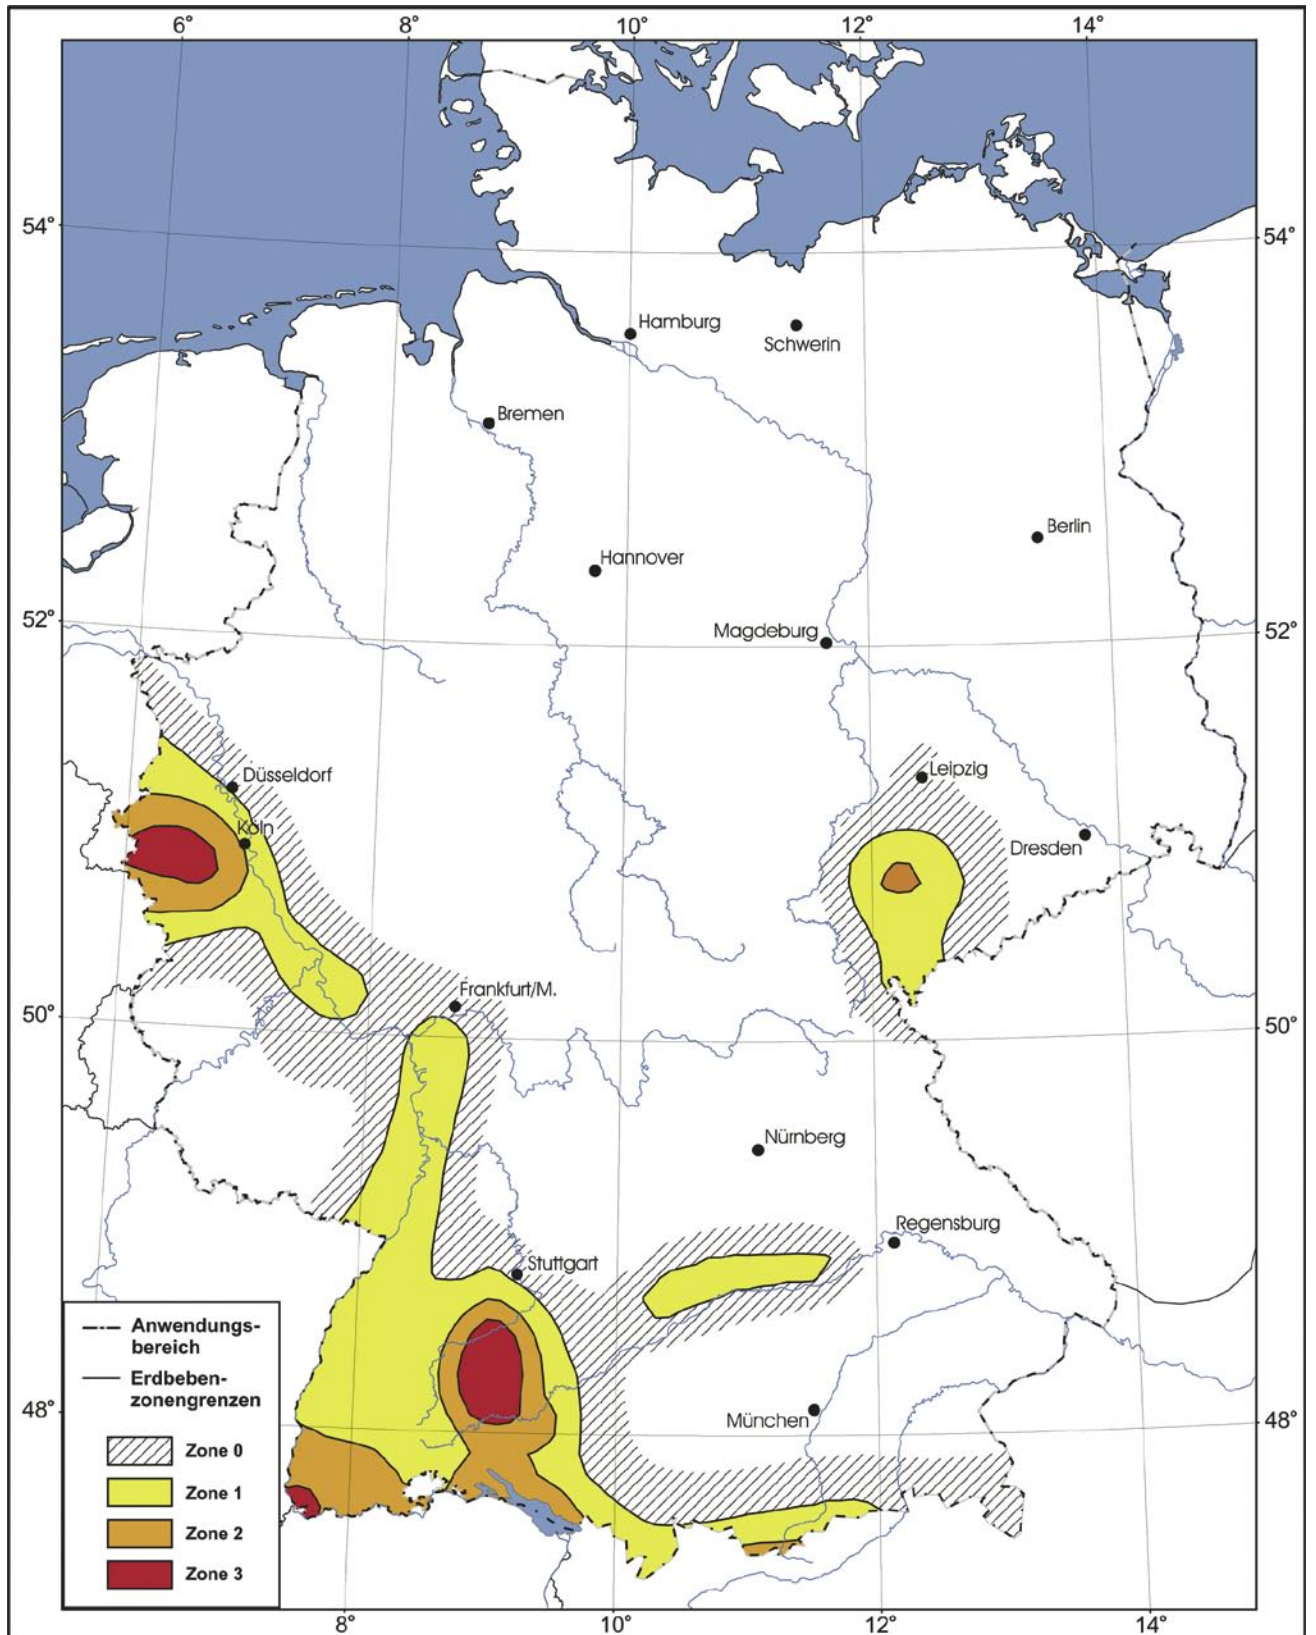 6°
8°
10°
12°
14°
54°
54°
Hamburg
Schwerin
Bremen
Berlin
Hannover
52°
52°
Magdeburg
Düsseldorf
Leipzig
Köln
Dresden
Frankfurt/M.
50°
50°
Nürnberg
Regensburg
Stuttgart
Anwendungs-
bereich
Erdbeben-
zonengrenzen
48°
48°
München
Zone 0
Zone 1
Zone 2
Zone 3
8°
10°
12°
14°